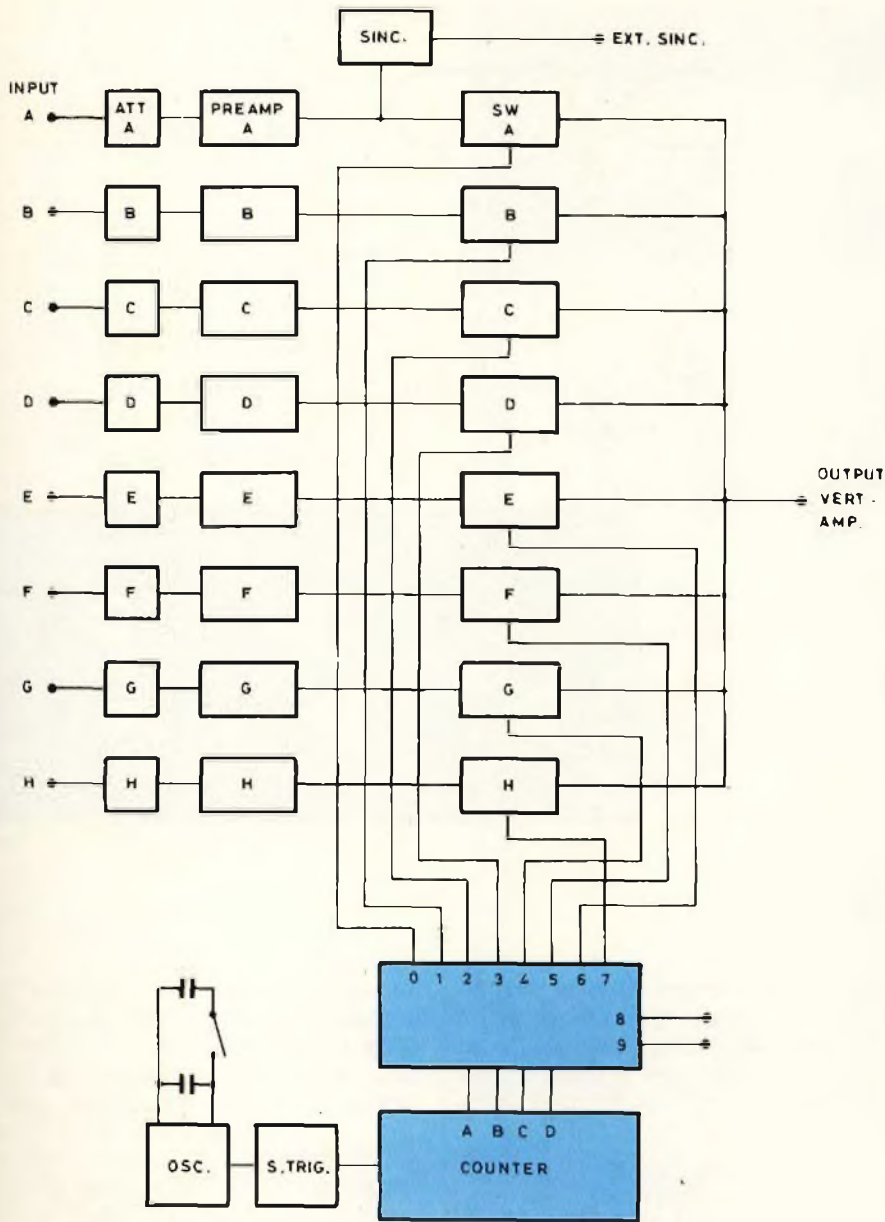 SINC.
EXT. SINC.
INPUT
A
ATT
A
PREAMP
A
SW
A
B
B
B
B
C
C
C
C
D
D
D
D
E
E
E
E
OUTPUT
VERT.
AMP.
F
F
F
F
G
G
G
G
H
H
H
H
0 1 2 3 4 5 6 7
8
9
A B C D
OSC.
S.TRIG.
COUNTER